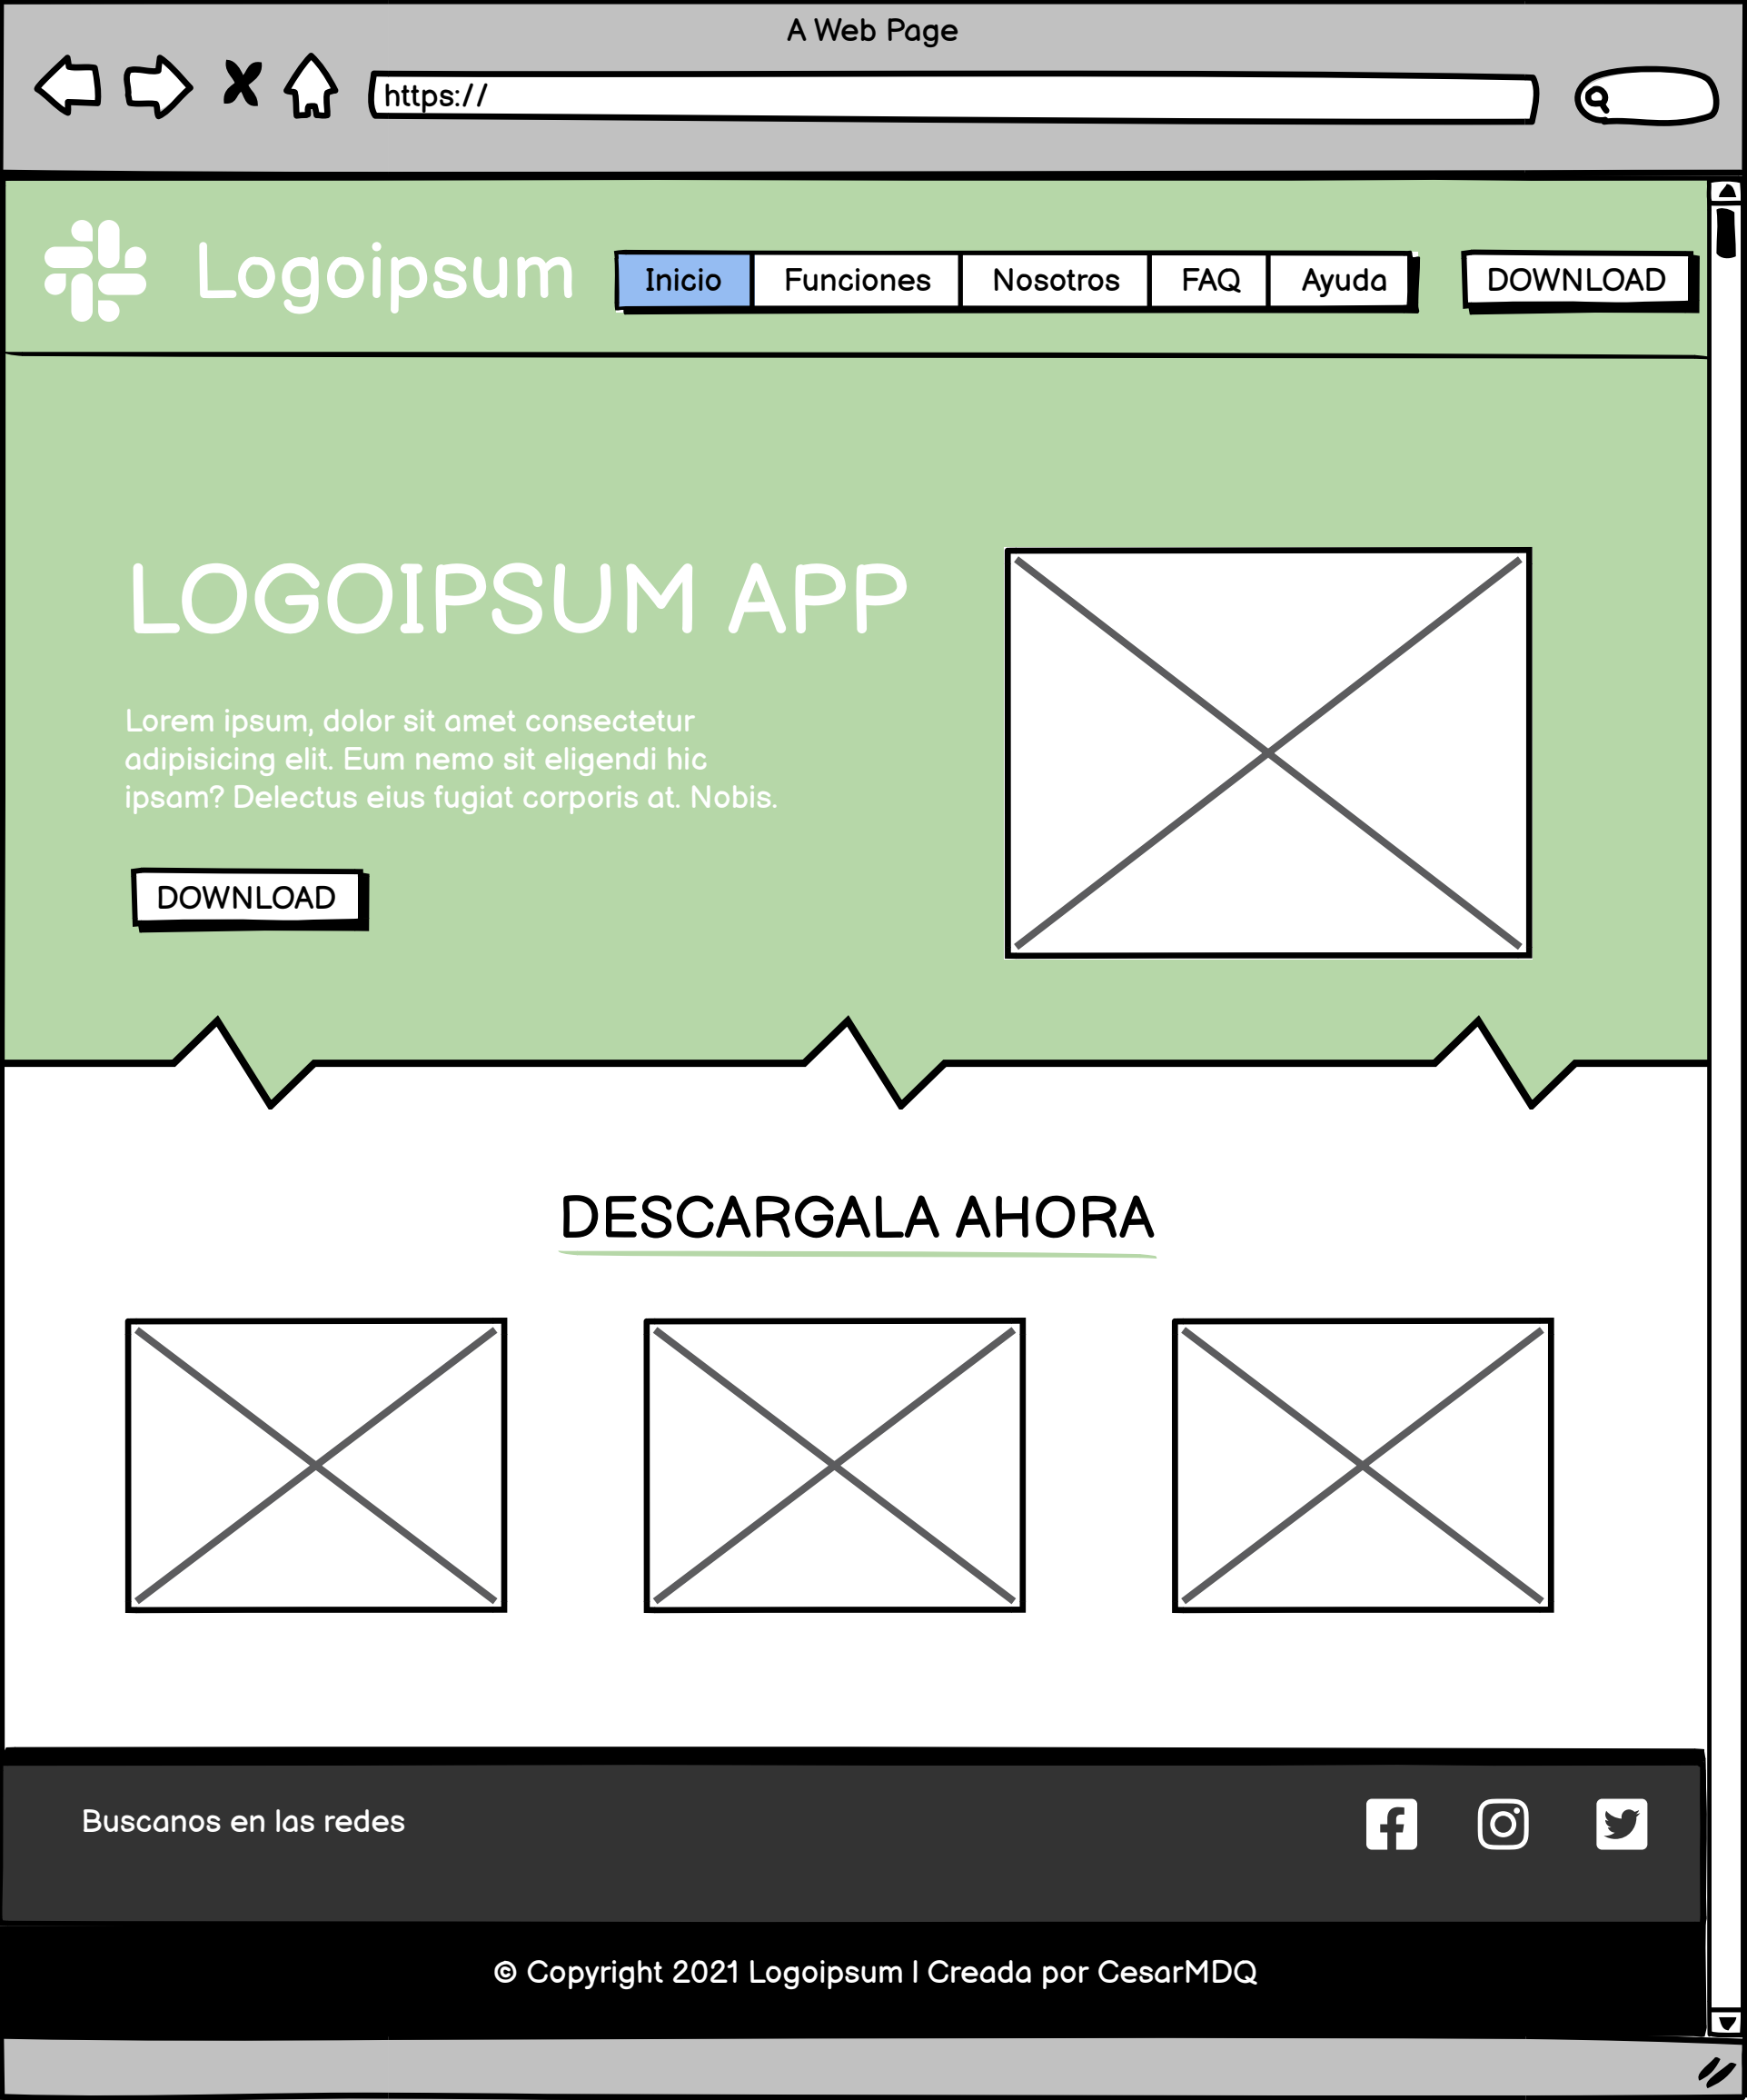 A Web Page
https://
Logoipsum
Inicio Funciones Nosotros FAQ Ayuda DOWNLOAD
LOGOIPSUM APP
Lorem ipsum, dolor sit amet consectetur
adipisicing elit. Eum nemo sit eligendi hic
ipsam? Delectus eius fugiat corporis at. Nobis.
DOWNLOAD
DESCARGALA AHORA
Buscanos en las redes
© Copyright 2021 Logoipsum | Creada por CesarMDQ